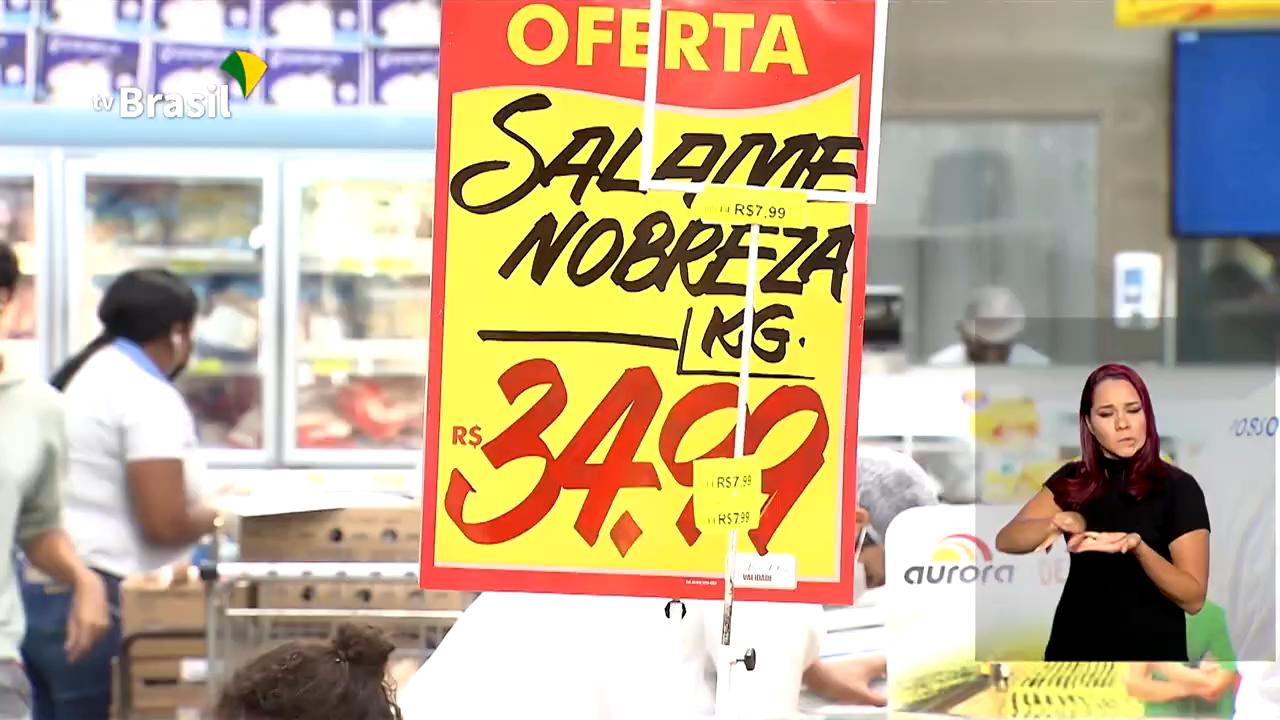 tv Brasil
OFERTA
SALAME
R$7,99
NOBREZA
KG.
R$
34.99
R$7,99
R$7,99
VALIDADE
aurora